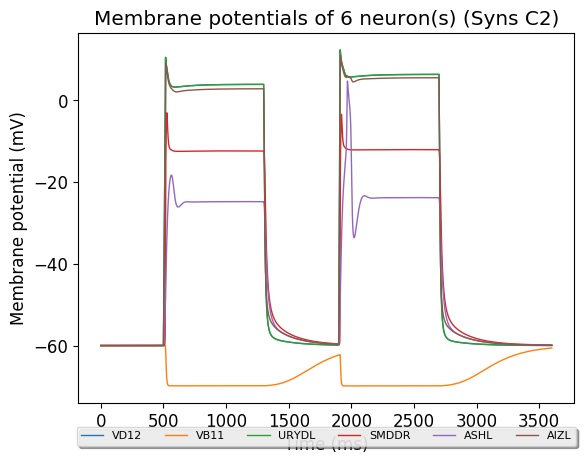 Membrane potentials of 6 neuron(s) (Syns C2)
Membrane potential (mV)
0
−20
−40
−60
0 500 1000 1500 2000 2500 3000 3500
Time (ms)
VD12 VB11 URYDL SMDDR ASHL AIZL